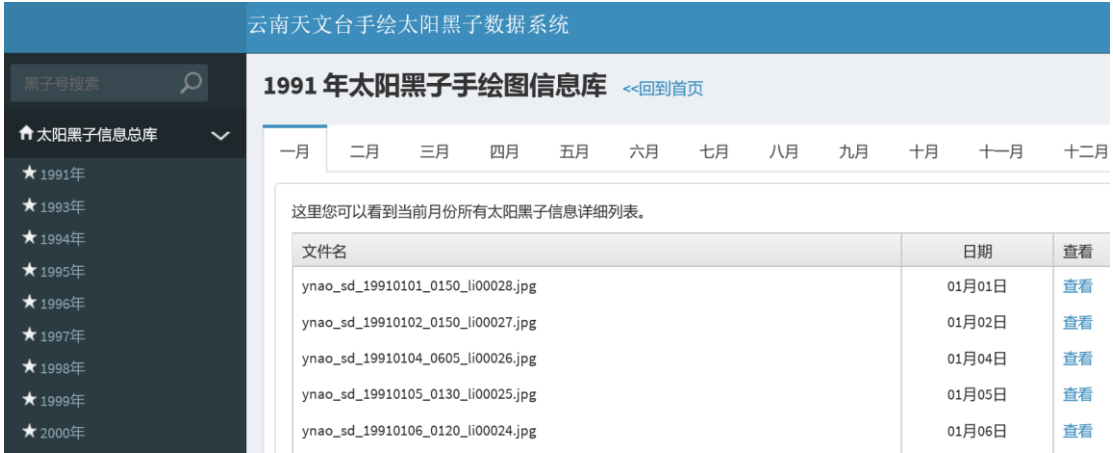 云南天文台手绘太阳黑子数据系统
黑子号搜索
太阳黑子信息总库
1991年
1993年
1994年
1995年
1996年
1997年
1998年
1999年
2000年
1991 年太阳黑子手绘图信息库 <<回到首页
一月 二月 三月 四月 五月 六月 七月 八月 九月 十月 十一月 十二月
这里您可以看到当前月份所有太阳黑子信息详细列表。
文件名 日期 查看
ynao_sd_19910101_0150_li00028.jpg 01月01日 查看
ynao_sd_19910102_0150_li00027.jpg 01月02日 查看
ynao_sd_19910104_0605_li00026.jpg 01月04日 查看
ynao_sd_19910105_0130_li00025.jpg 01月05日 查看
ynao_sd_19910106_0120_li00024.jpg 01月06日 查看